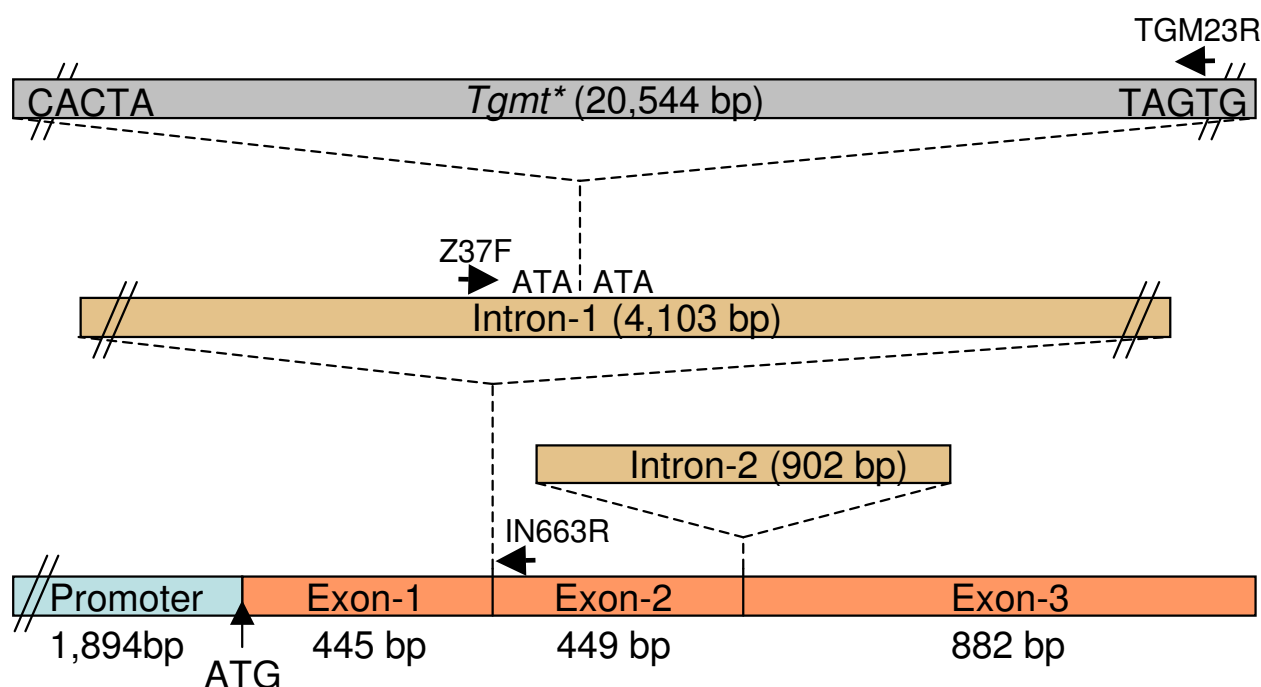 TGM23R
CACTA Tgmt* (20,544 bp) TAGTG
Z37F
ATA ATA
Intron-1 (4,103 bp)
Intron-2 (902 bp)
IN663R
Promoter Exon-1 Exon-2 Exon-3
1,894bp 445 bp 449 bp 882 bp
ATG